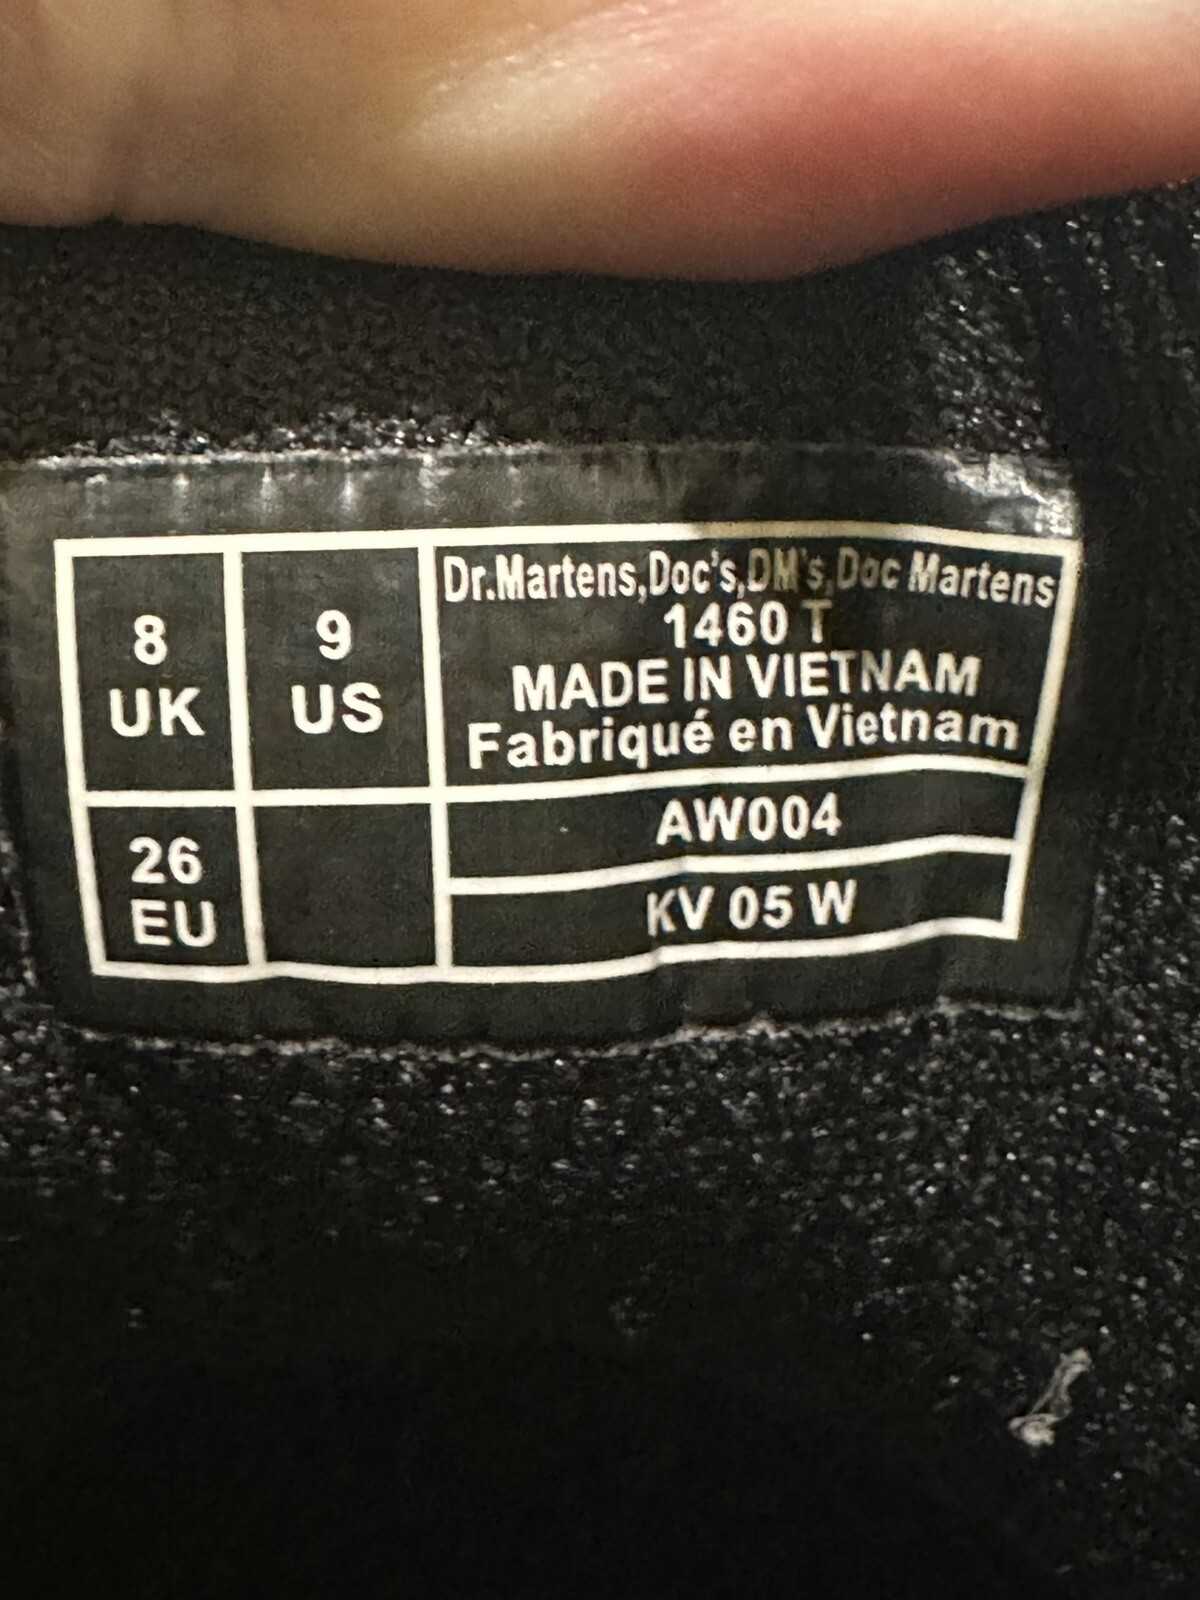 8
UK
9
US
Dr.Martens,Doc's,DM's,Doc Martens
1460 T
MADE IN VIETNAM
Fabriqué en Vietnam
26
EU
AW004
KV 05 W